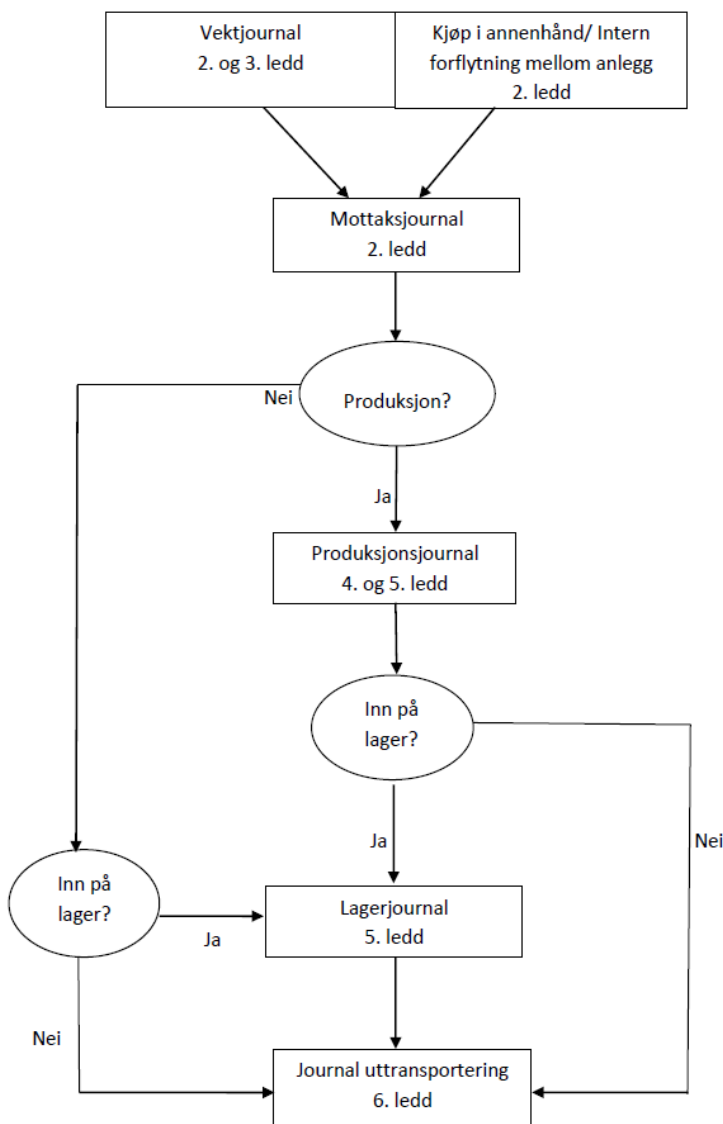 Vektjournal
2. og 3. ledd
Kjøp i annenhånd/ Intern
forflytning mellom anlegg
2. ledd
Mottaksjournal
2. ledd
Nei
Produksjon?
Ja
Produksjonsjournal
4. og 5. ledd
Inn på
lager?
Ja
Nei
Inn på
lager?
Ja
Lagerjournal
5. ledd
Nei
Journal uttransportering
6. ledd